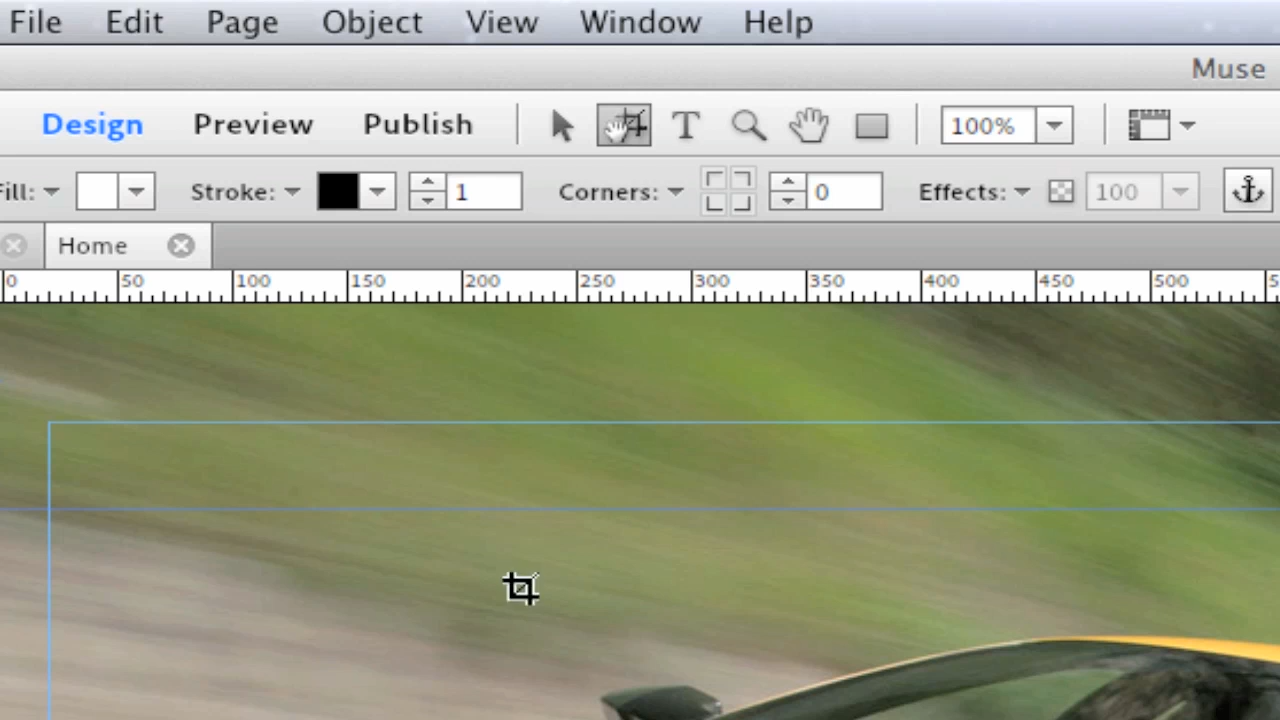 File Edit Page Object View Window Help
Muse
Design Preview Publish T 100%
Fill: Stroke: 1 Corners: 0 Effects: 100
Home
0 50 100 150 200 250 300 350 400 450 500